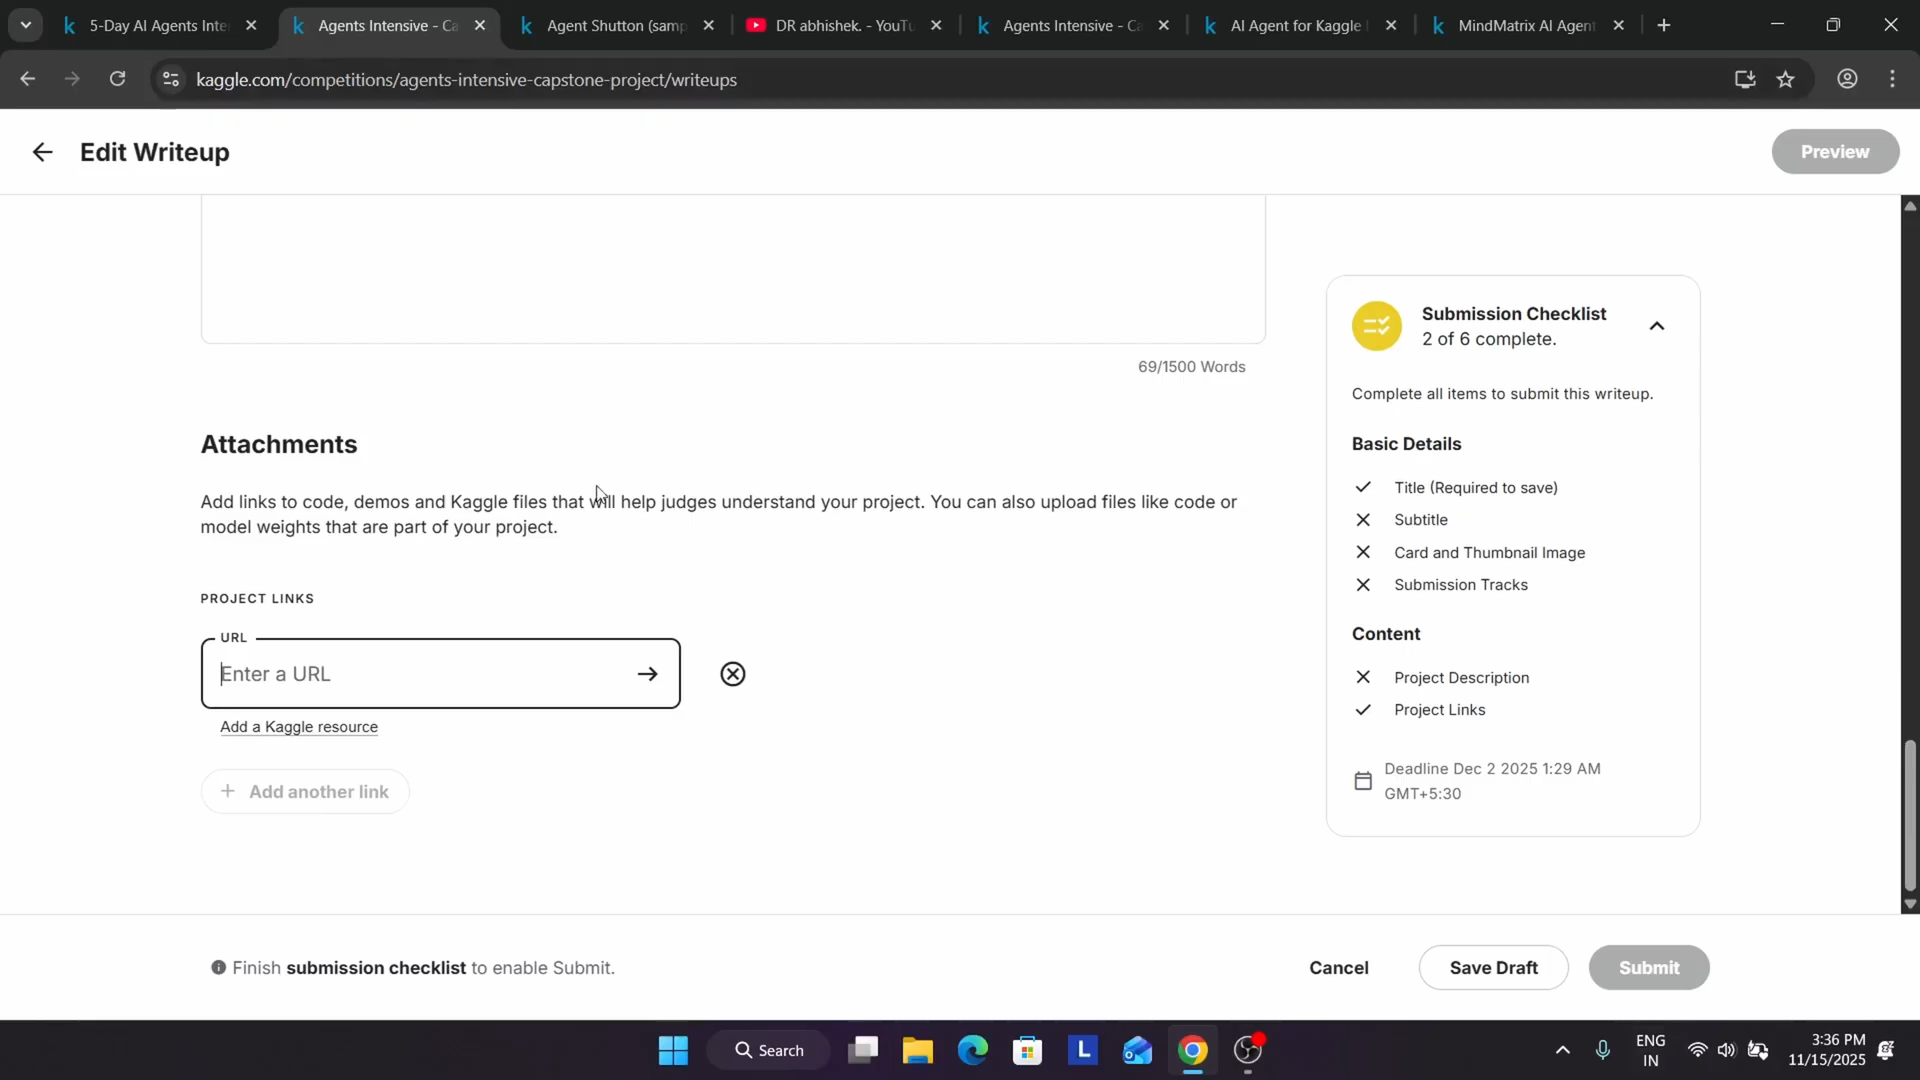 5-Day AI Agents Inte
Agents Intensive - Ca
Agent Shutton (samp
DR abhishek. - YouTu
Agents Intensive - Ca
AI Agent for Kaggle
MindMatrix AI Agent
kaggle.com/competitions/agents-intensive-capstone-project/writeups
Edit Writeup
Preview
69/1500 Words
Attachments
Add links to code, demos and Kaggle files that will help judges understand your project. You can also upload files like code or
model weights that are part of your project.
PROJECT LINKS
URL
Enter a URL
Add a Kaggle resource
+ Add another link
Submission Checklist
2 of 6 complete.
Complete all items to submit this writeup.
Basic Details
Title (Required to save)
Subtitle
Card and Thumbnail Image
Submission Tracks
Content
Project Description
Project Links
Deadline Dec 2 2025 1:29 AM
GMT+5:30
Finish submission checklist to enable Submit.
Cancel
Save Draft
Submit
Search
L
ENG
IN
3:36 PM
11/15/2025